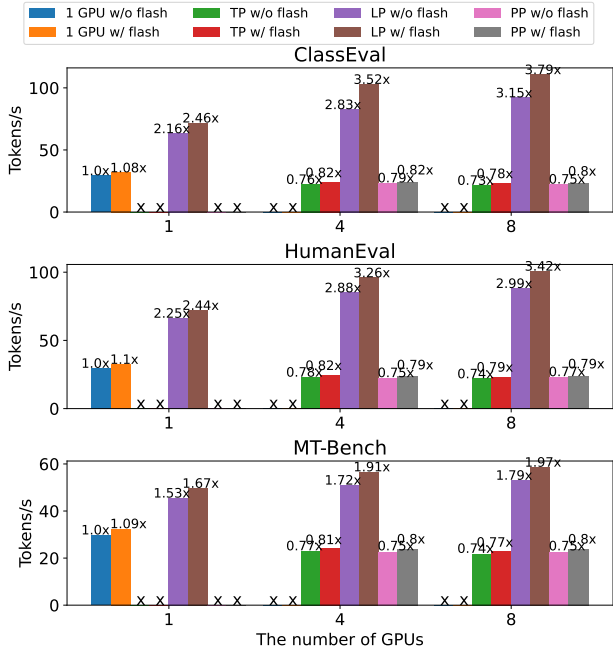 1 GPU w/o flash TP w/o flash LP w/o flash PP w/o flash
1 GPU w/ flash TP w/ flash LP w/ flash PP w/ flash
ClassEval
Tokens/s
100
50
0
1.0x 1.08x X X 2.16x 2.46x X X
X X 0.76x 0.82x 2.83x 3.52x 0.79x 0.82x
X X 0.73x 0.78x 3.15x 3.79x 0.75x 0.8x
1 4 8
HumanEval
Tokens/s
100
50
0
1.0x 1.1x X X 2.25x 2.44x X X
X X 0.78x 0.82x 2.88x 3.26x 0.75x 0.79x
X X 0.74x 0.79x 2.99x 3.42x 0.77x 0.79x
1 4 8
MT-Bench
Tokens/s
60
40
20
0
1.0x 1.09x X X 1.53x 1.67x X X
X X 0.77x 0.81x 1.72x 1.91x 0.75x 0.8x
X X 0.74x 0.77x 1.79x 1.97x 0.75x 0.8x
1 4 8
The number of GPUs